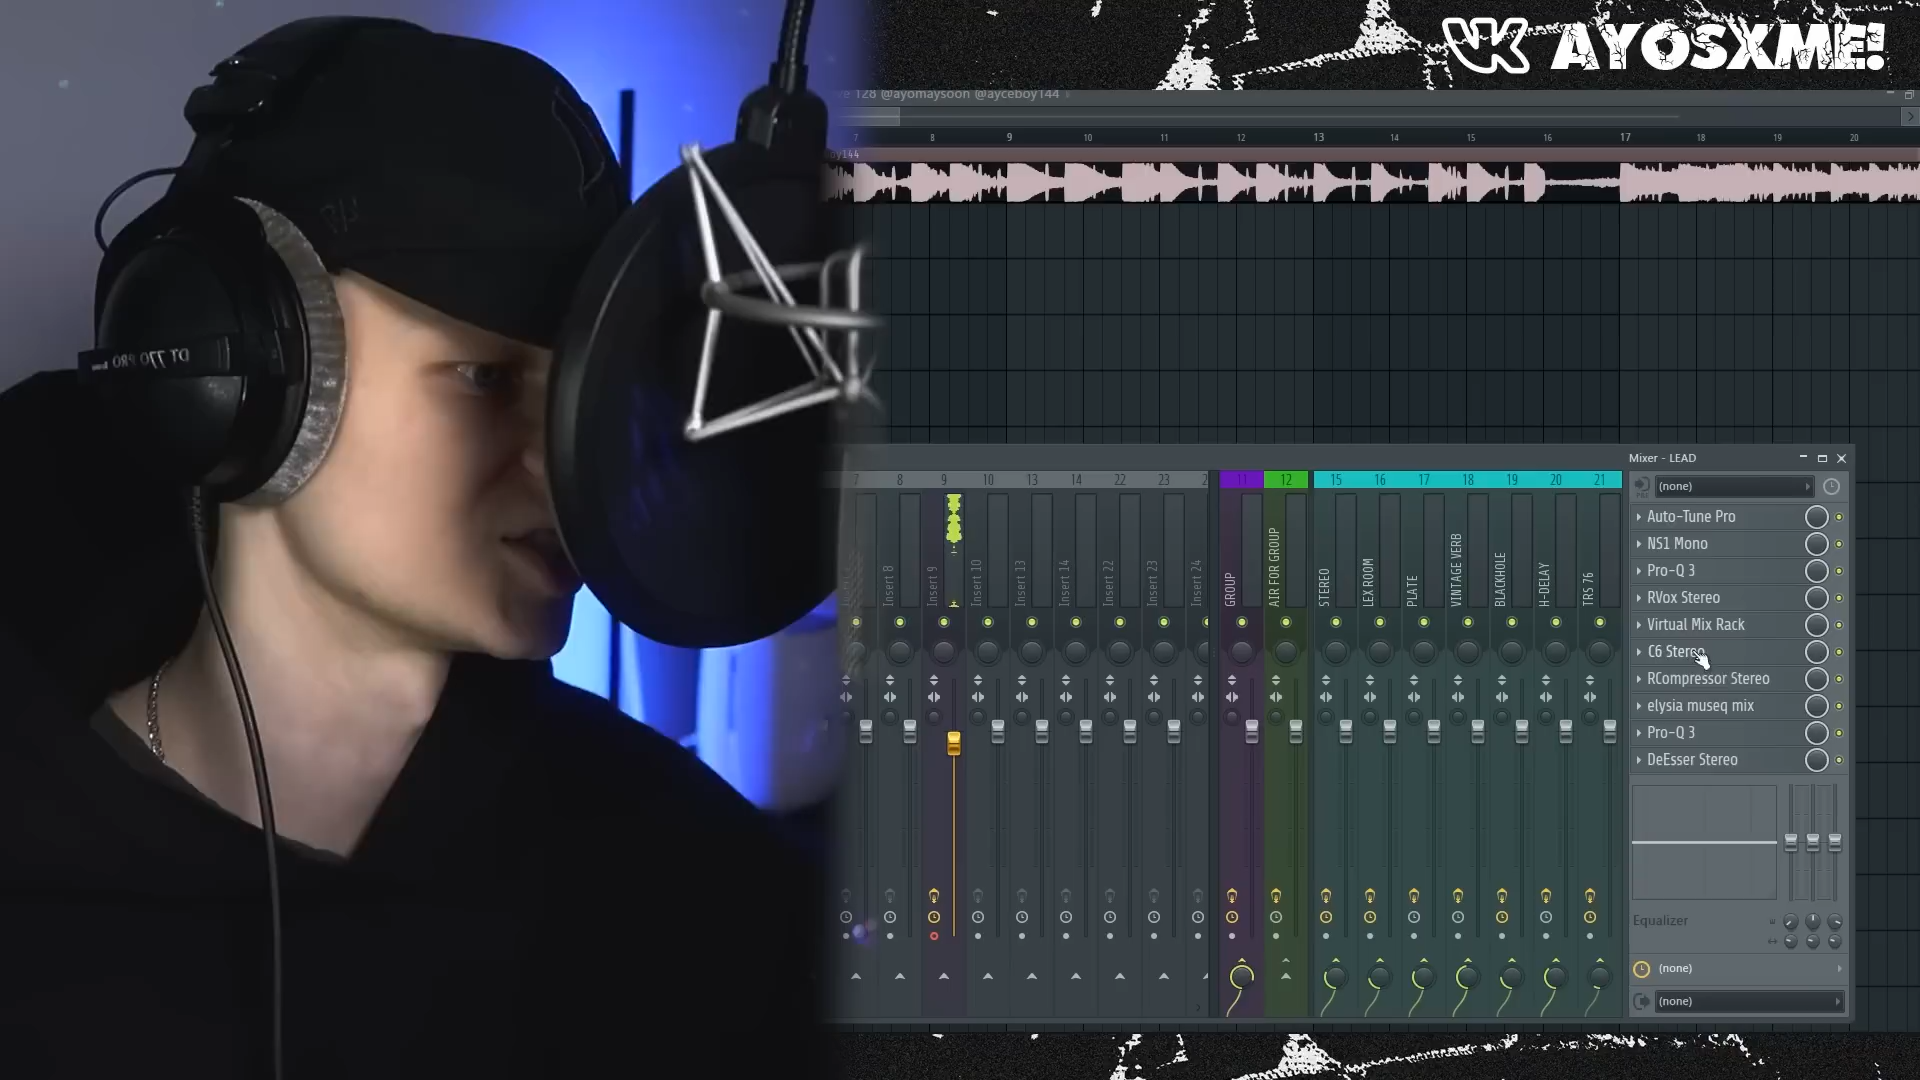 VK AYOSXME!
128 @ayomaysoon @ayceboy144
7 8 9 10 11 12 13 14 15 16 17 18 19 20
oy144
DT 770 PRO
Mixer - LEAD
7 8 9 10 13 14 22 23 11 12 15 16 17 18 19 20 21
(none)
Auto-Tune Pro
NS1 Mono
Pro-Q 3
RVox Stereo
Virtual Mix Rack
C6 Stereo
RCompressor Stereo
elysia museq mix
Pro-Q 3
DeEsser Stereo
Insert 8
Insert 9
Insert 10
Insert 13
Insert 14
Insert 22
Insert 23
Insert 24
GROUP
AIR FOR GROUP
STEREO
LEX ROOM
PLATE
VINTAGE VERB
BLACKHOLE
H-DELAY
TRS 76
Equalizer
(none)
(none)